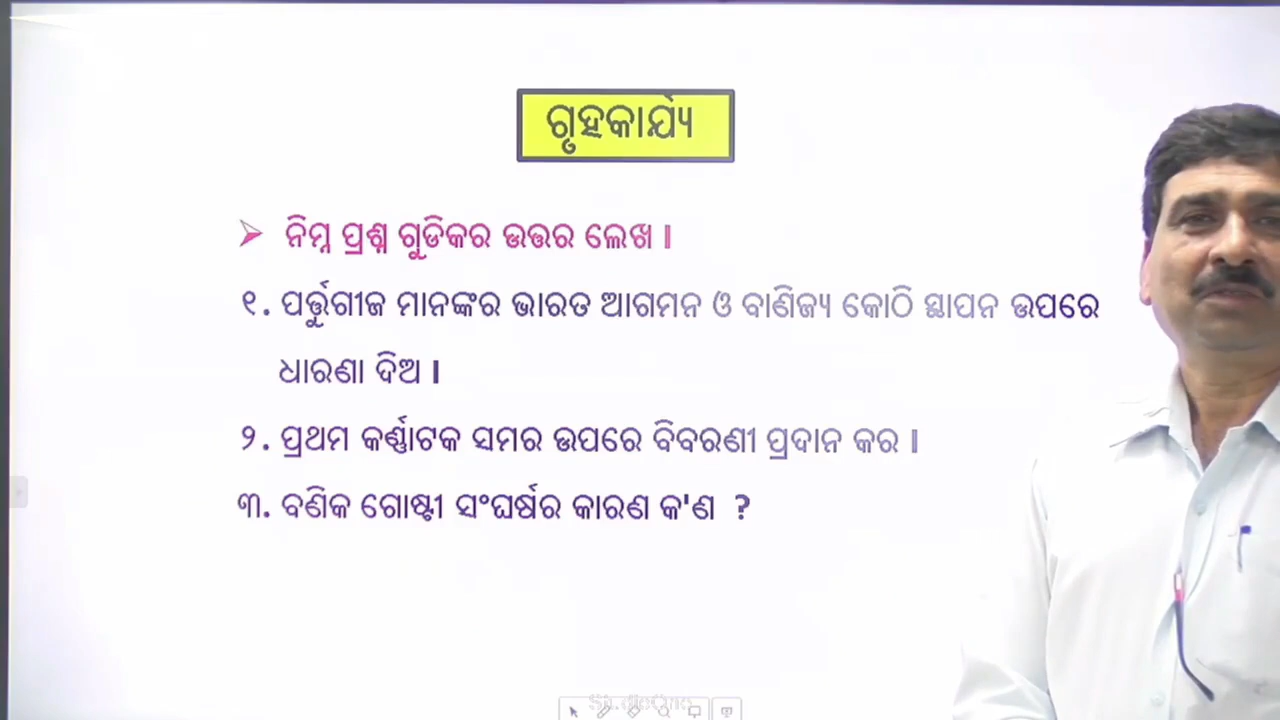 ଗୃହକାର୍ଯ୍ୟ
➢ ନିମ୍ନ ପ୍ରଶ୍ନ ଗୁଡିକର ଉତ୍ତର ଲେଖ ।
୧. ପର୍ତ୍ତୁଗୀଜ ମାନଙ୍କର ଭାରତ ଆଗମନ ଓ ବାଣିଜ୍ୟ କୋଠି ସ୍ଥାପନ ଉପରେ
ଧାରଣା ଦିଅ ।
୨. ପ୍ରଥମ କର୍ଣ୍ଣାଟକ ସମର ଉପରେ ବିବରଣୀ ପ୍ରଦାନ କର ।
୩. ବଣିକ ଗୋଷ୍ଟୀ ସଂଘର୍ଷର କାରଣ କ'ଣ ?